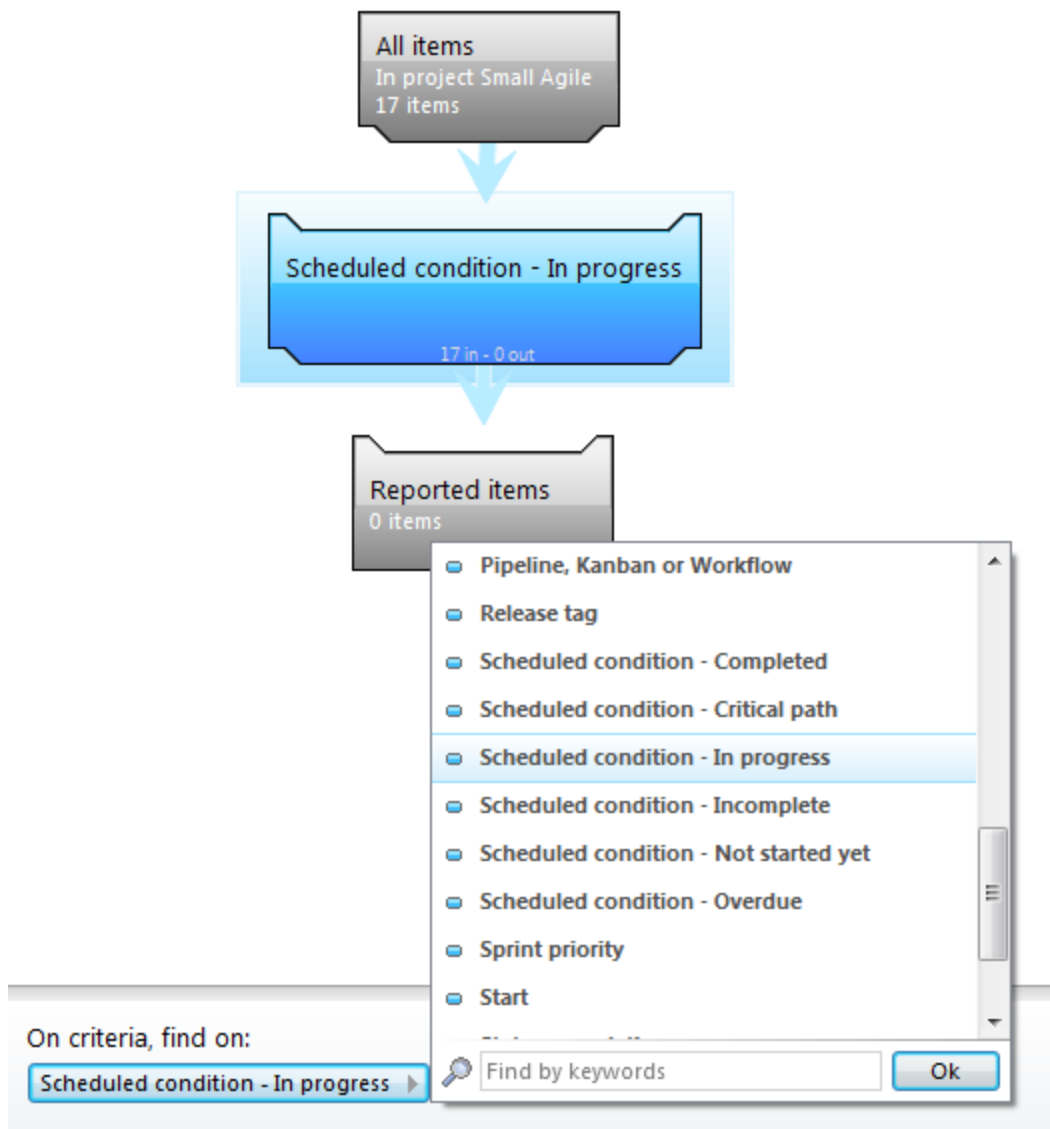 All items
In project Small Agile
17 items
Scheduled condition - In progress
17 in - 0 out
Reported items
0 items
Pipeline, Kanban or Workflow
Release tag
Scheduled condition - Completed
Scheduled condition - Critical path
Scheduled condition - In progress
Scheduled condition - Incomplete
Scheduled condition - Not started yet
Scheduled condition - Overdue
Sprint priority
Start
On criteria, find on:
Scheduled condition - In progress
Find by keywords
Ok